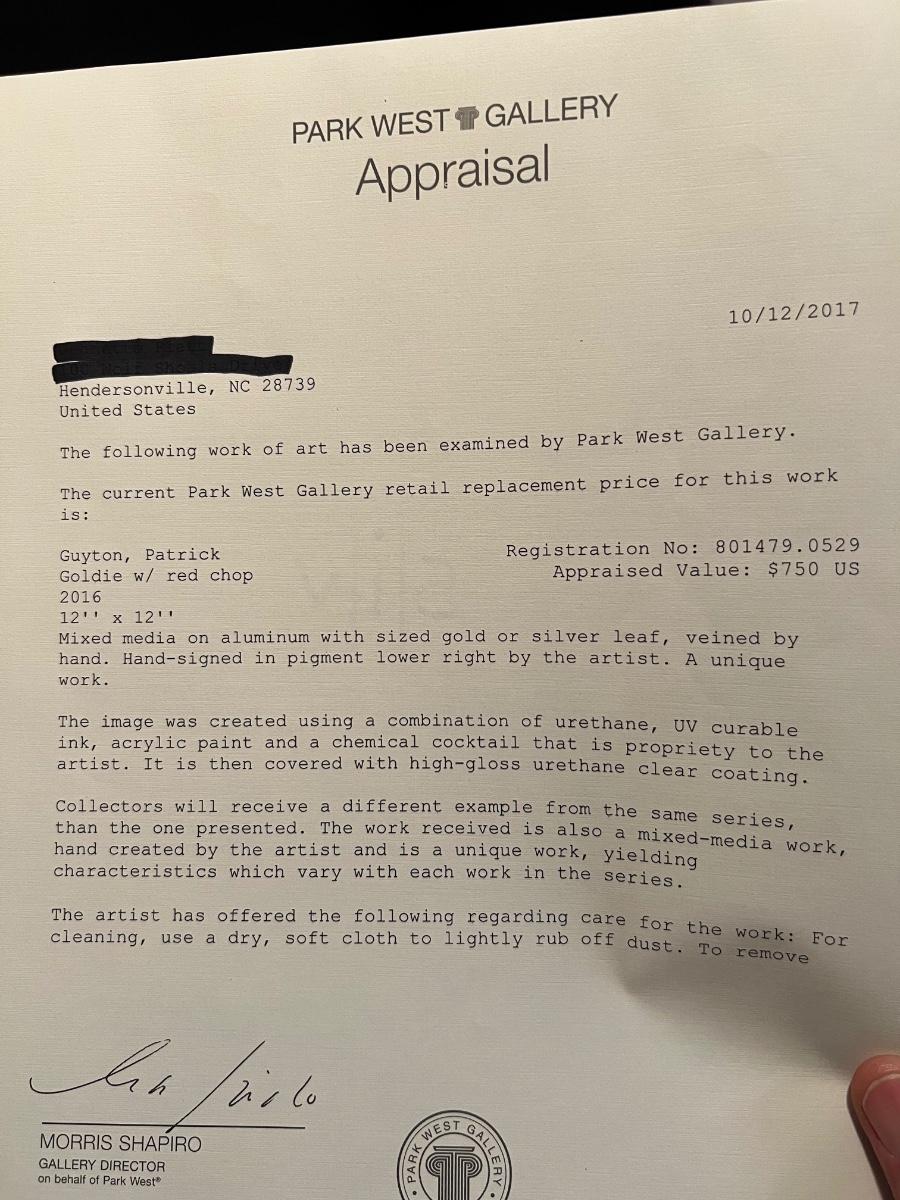 PARK WEST GALLERY
Appraisal
10/12/2017
Hendersonville, NC 28739
United States
The following work of art has been examined by Park West Gallery.
The current Park West Gallery retail replacement price for this work
is:
Guyton, Patrick
Registration No: 801479.0529
Goldie w/ red chop
Appraised Value: $750 US
2016
12'' x 12''
Mixed media on aluminum with sized gold or silver leaf, veined by
hand. Hand-signed in pigment lower right by the artist. A unique
work.
The image was created using a combination of urethane, UV curable
ink, acrylic paint and a chemical cocktail that is propriety to the
artist. It is then covered with high-gloss urethane clear coating.
Collectors will receive a different example from the same series,
than the one presented. The work received is also a mixed-media work,
hand created by the artist and is a unique work, yielding
characteristics which vary with each work in the series.
The artist has offered the following regarding care for the work: For
cleaning, use a dry, soft cloth to lightly rub off dust. To remove
MORRIS SHAPIRO
GALLERY DIRECTOR
on behalf of Park West®
PARK WEST GALLERY